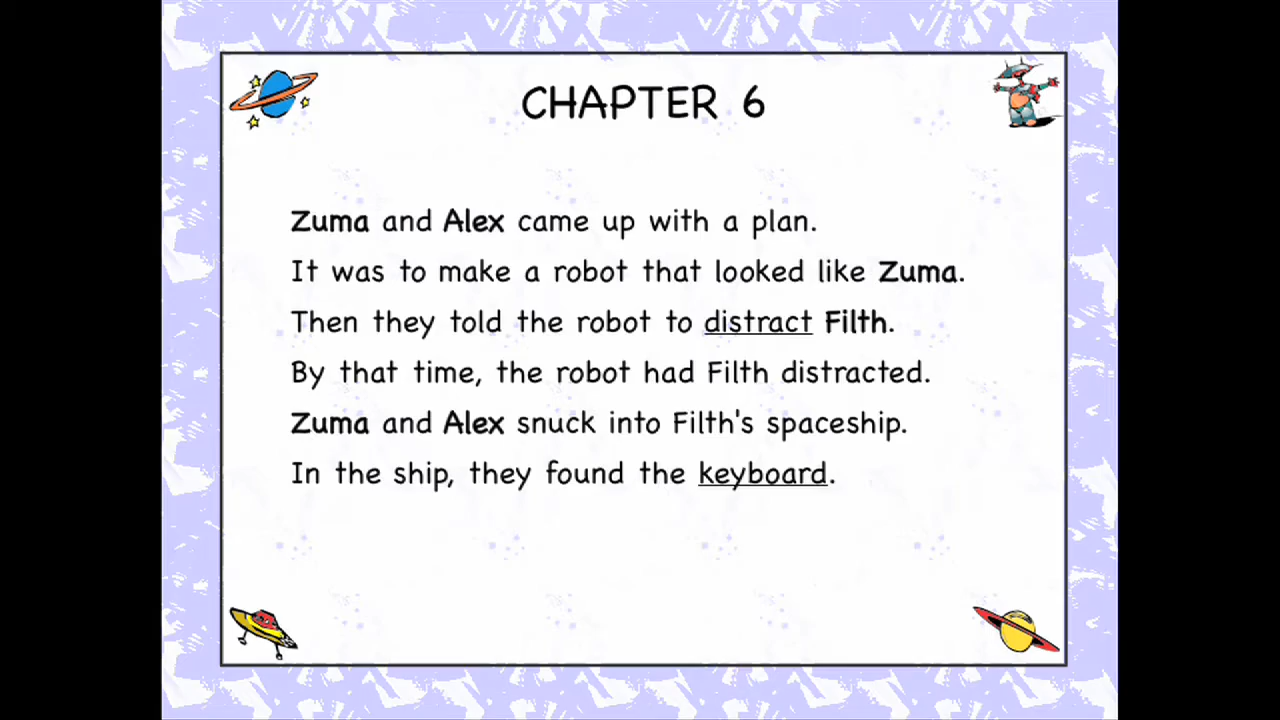 CHAPTER 6
Zuma and Alex came up with a plan.
It was to make a robot that looked like Zuma.
Then they told the robot to distract Filth.
By that time, the robot had Filth distracted.
Zuma and Alex snuck into Filth's spaceship.
In the ship, they found the keyboard.